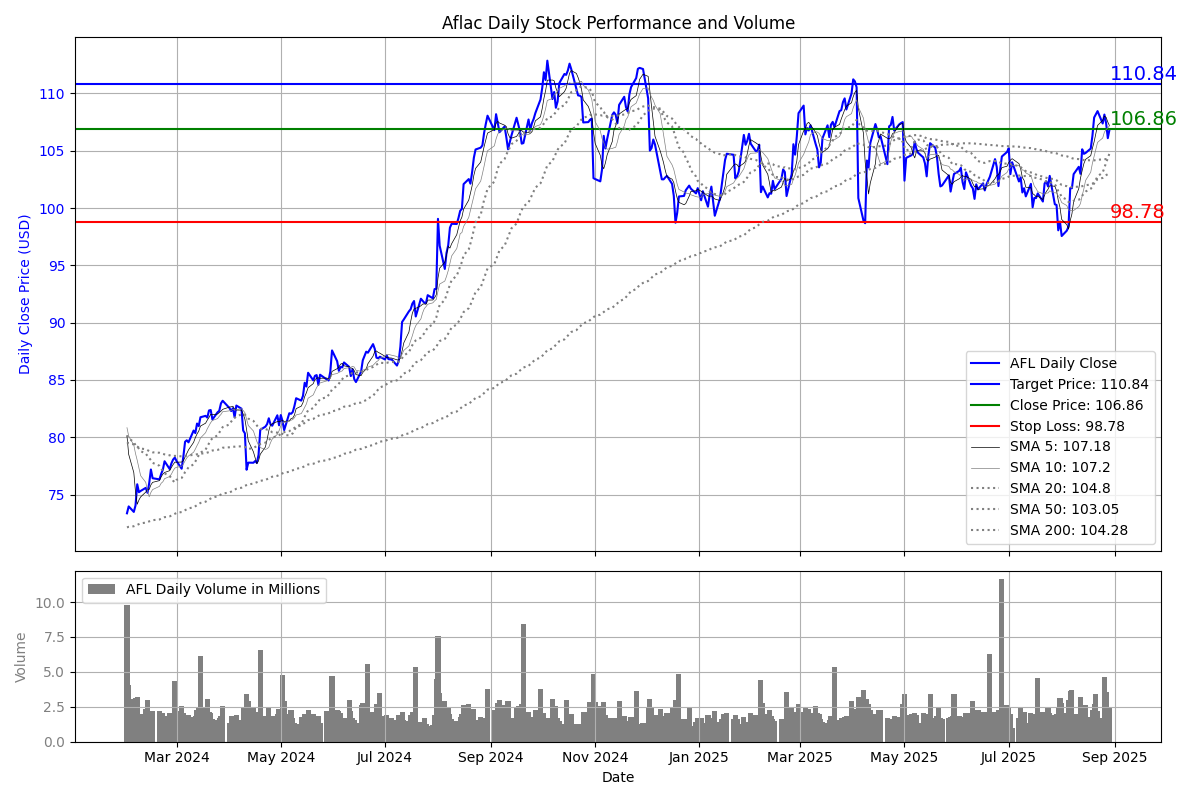 Aflac Daily Stock Performance and Volume
Daily Close Price (USD)
110
105
100
95
90
85
80
75
110.84
106.86
98.78
AFL Daily Close
Target Price: 110.84
Close Price: 106.86
Stop Loss: 98.78
SMA 5: 107.18
SMA 10: 107.2
SMA 20: 104.8
SMA 50: 103.05
SMA 200: 104.28
Volume
10.0
7.5
5.0
2.5
0.0
AFL Daily Volume in Millions
Mar 2024 May 2024 Jul 2024 Sep 2024 Nov 2024 Jan 2025 Mar 2025 May 2025 Jul 2025 Sep 2025
Date